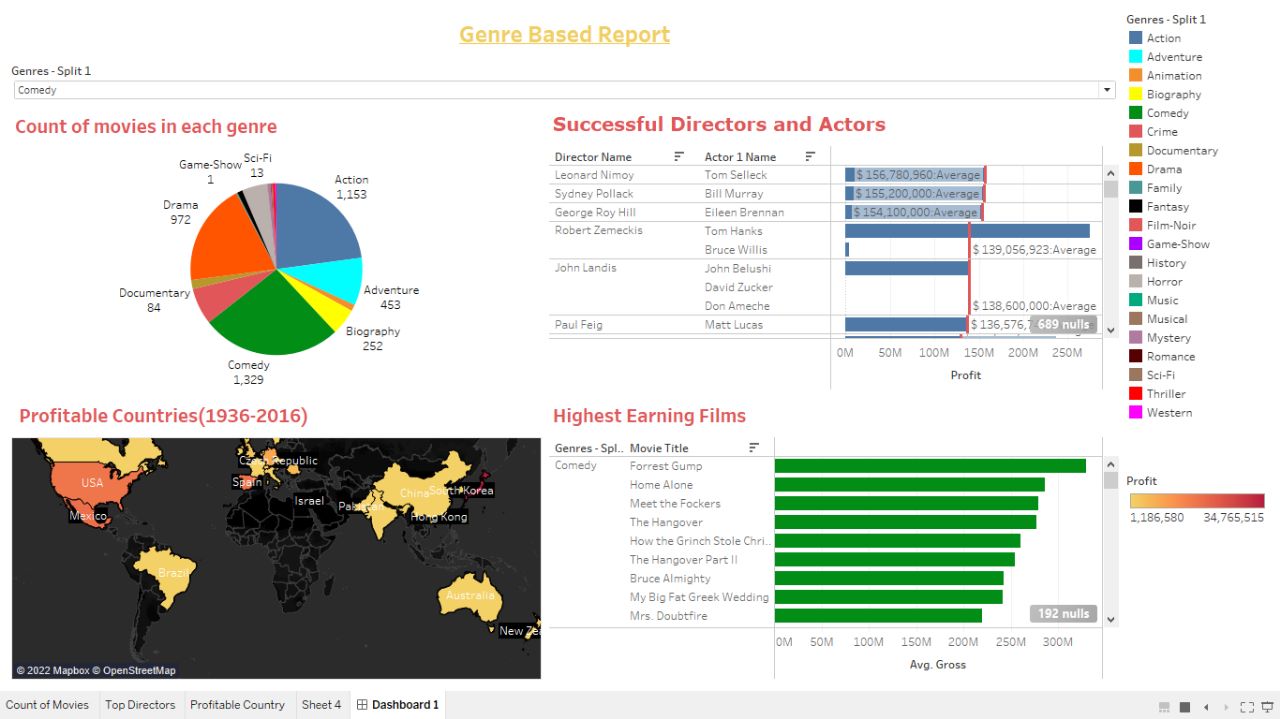 Genre Based Report
Genres - Split 1
Comedy
Count of movies in each genre
Sci-Fi
13
Game-Show
1
Action
1,153
Drama
972
Adventure
453
Documentary
84
Biography
252
Comedy
1,329
Successful Directors and Actors
Director Name Actor 1 Name
Leonard Nimoy Tom Selleck $ 156,780,960:Average
Sydney Pollack Bill Murray $ 155,200,000:Average
George Roy Hill Eileen Brennan $ 154,100,000:Average
Robert Zemeckis Tom Hanks
Bruce Willis $ 139,056,923:Average
John Landis John Belushi
David Zucker
Don Ameche $ 138,600,000:Average
Paul Feig Matt Lucas $ 136,576, 689 nulls
0M 50M 100M 150M 200M 250M
Profit
Profitable Countries(1936-2016)
USA
Mexico
Brazil
Czech Republic
Spain
Israel
Pakistan
China
South Korea
Hong Kong
Australia
New Zea
© 2022 Mapbox © OpenStreetMap
Highest Earning Films
Genres - Spl.. Movie Title
Comedy Forrest Gump
Home Alone
Meet the Fockers
The Hangover
How the Grinch Stole Chri..
The Hangover Part II
Bruce Almighty
My Big Fat Greek Wedding
Mrs. Doubtfire 192 nulls
0M 50M 100M 150M 200M 250M 300M
Avg. Gross
Genres - Split 1
Action
Adventure
Animation
Biography
Comedy
Crime
Documentary
Drama
Family
Fantasy
Film-Noir
Game-Show
History
Horror
Music
Musical
Mystery
Romance
Sci-Fi
Thriller
Western
Profit
1,186,580 34,765,515
Count of Movies Top Directors Profitable Country Sheet 4 Dashboard 1